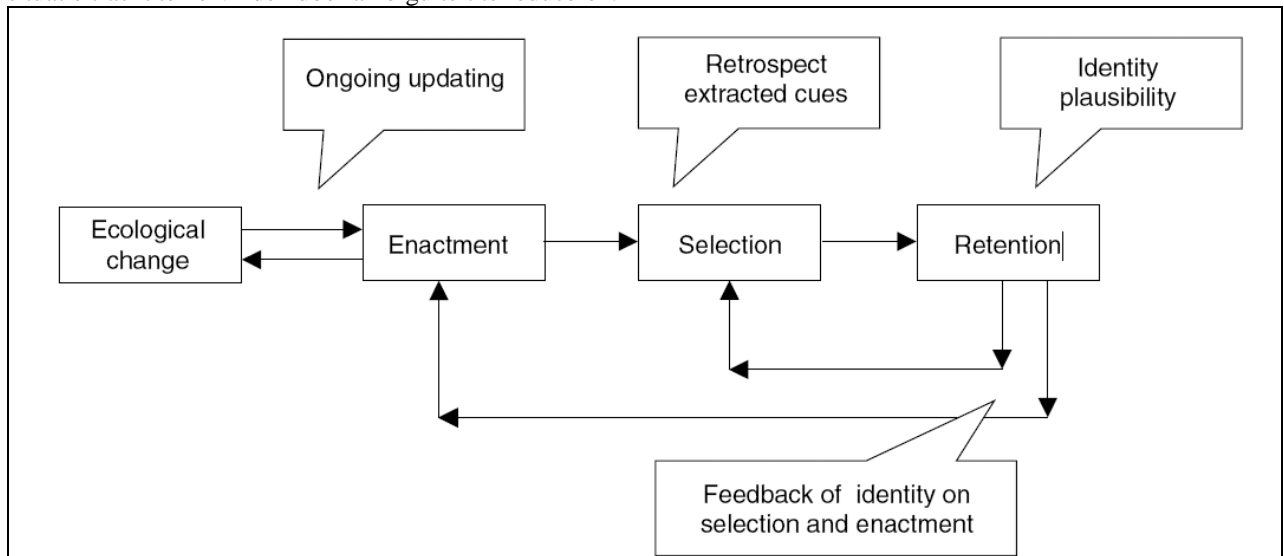 Ongoing updating
Retrospect
extracted cues
Identity
plausibility
Ecological
change
Enactment
Selection
Retention
Feedback of identity on
selection and enactment